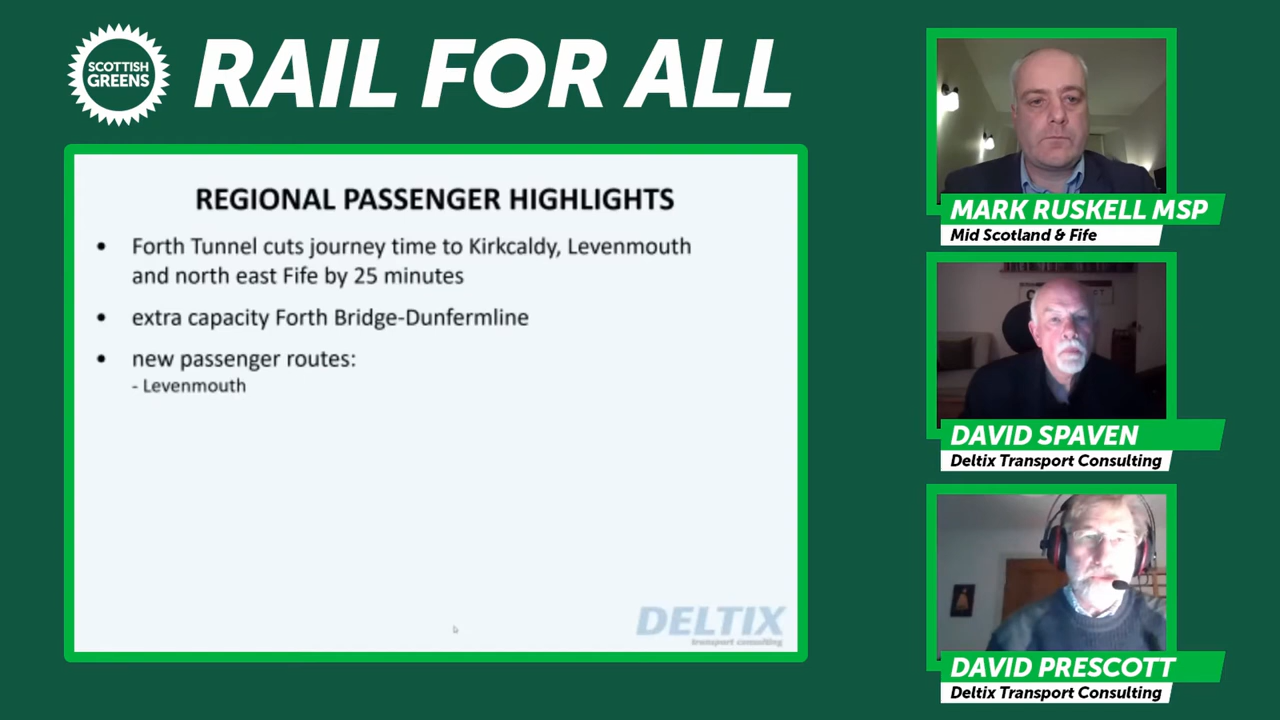 SCOTTISH
GREENS
RAIL FOR ALL
REGIONAL PASSENGER HIGHLIGHTS
• Forth Tunnel cuts journey time to Kirkcaldy, Levenmouth
and north east Fife by 25 minutes
• extra capacity Forth Bridge-Dunfermline
• new passenger routes:
- Levenmouth
DELTIX
transport consulting
MARK RUSKELL MSP
Mid Scotland & Fife
DAVID SPAVEN
Deltix Transport Consulting
DAVID PRESCOTT
Deltix Transport Consulting